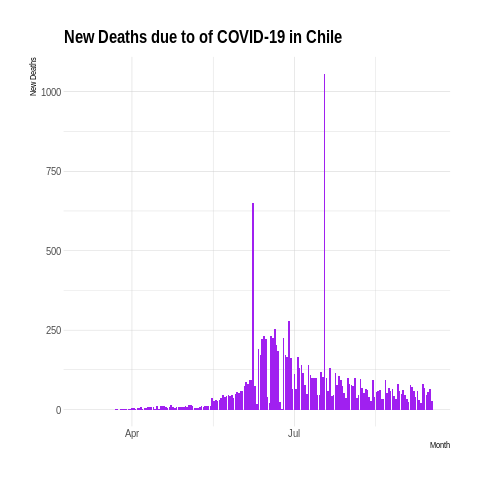 New Deaths due to of COVID-19 in Chile
New Deaths
1000
750
500
250
0
Apr
Jul
Month